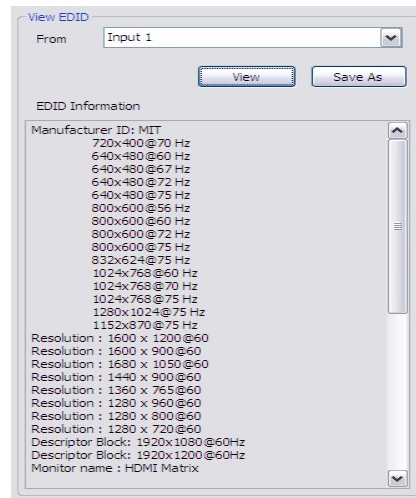 View EDID
From Input 1
View Save As
EDID Information
Manufacturer ID: MIT
720x400@70 Hz
640x480@60 Hz
640x480@67 Hz
640x480@72 Hz
640x480@75 Hz
800x600@56 Hz
800x600@60 Hz
800x600@72 Hz
800x600@75 Hz
832x624@75 Hz
1024x768@60 Hz
1024x768@70 Hz
1024x768@75 Hz
1280x1024@75 Hz
1152x870@75 Hz
Resolution : 1600 x 1200@60
Resolution : 1600 x 900@60
Resolution : 1680 x 1050@60
Resolution : 1440 x 900@60
Resolution : 1360 x 765@60
Resolution : 1280 x 960@60
Resolution : 1280 x 800@60
Resolution : 1280 x 720@60
Descriptor Block: 1920x1080@60Hz
Descriptor Block: 1920x1200@60Hz
Monitor name : HDMI Matrix